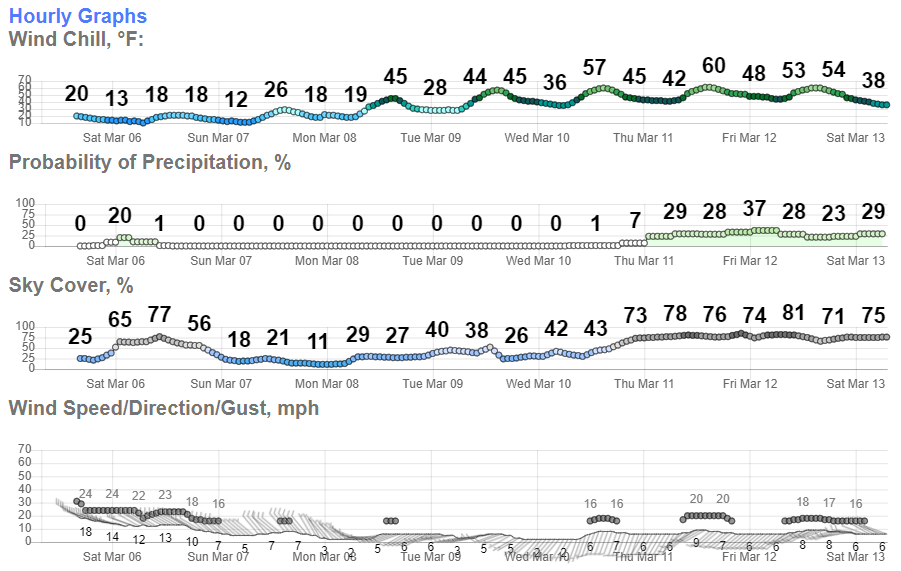 Hourly Graphs
Wind Chill, °F:
20 13 18 18 12 26 18 19 45 28 44 45 36 57 45 42 60 48 53 54 38
70
60
50
40
30
20
10
Sat Mar 06 Sun Mar 07 Mon Mar 08 Tue Mar 09 Wed Mar 10 Thu Mar 11 Fri Mar 12 Sat Mar 13
Probability of Precipitation, %
0 20 1 0 0 0 0 0 0 0 0 0 0 1 7 29 28 37 28 23 29
100
75
50
25
0
Sat Mar 06 Sun Mar 07 Mon Mar 08 Tue Mar 09 Wed Mar 10 Thu Mar 11 Fri Mar 12 Sat Mar 13
Sky Cover, %
25 65 77 56 18 21 11 29 27 40 38 26 42 43 73 78 76 74 81 71 75
100
75
50
25
0
Sat Mar 06 Sun Mar 07 Mon Mar 08 Tue Mar 09 Wed Mar 10 Thu Mar 11 Fri Mar 12 Sat Mar 13
Wind Speed/Direction/Gust, mph
70
60
50
40
30
20
10
0
24 24 22 23 18 16 16 16 20 20 18 17 16
18 14 12 13 10 7 5 7 7 3 2 5 6 6 3 5 5 2 2 6 7 6 6 9 7 6 6 8 8 6 6
Sat Mar 06 Sun Mar 07 Mon Mar 08 Tue Mar 09 Wed Mar 10 Thu Mar 11 Fri Mar 12 Sat Mar 13